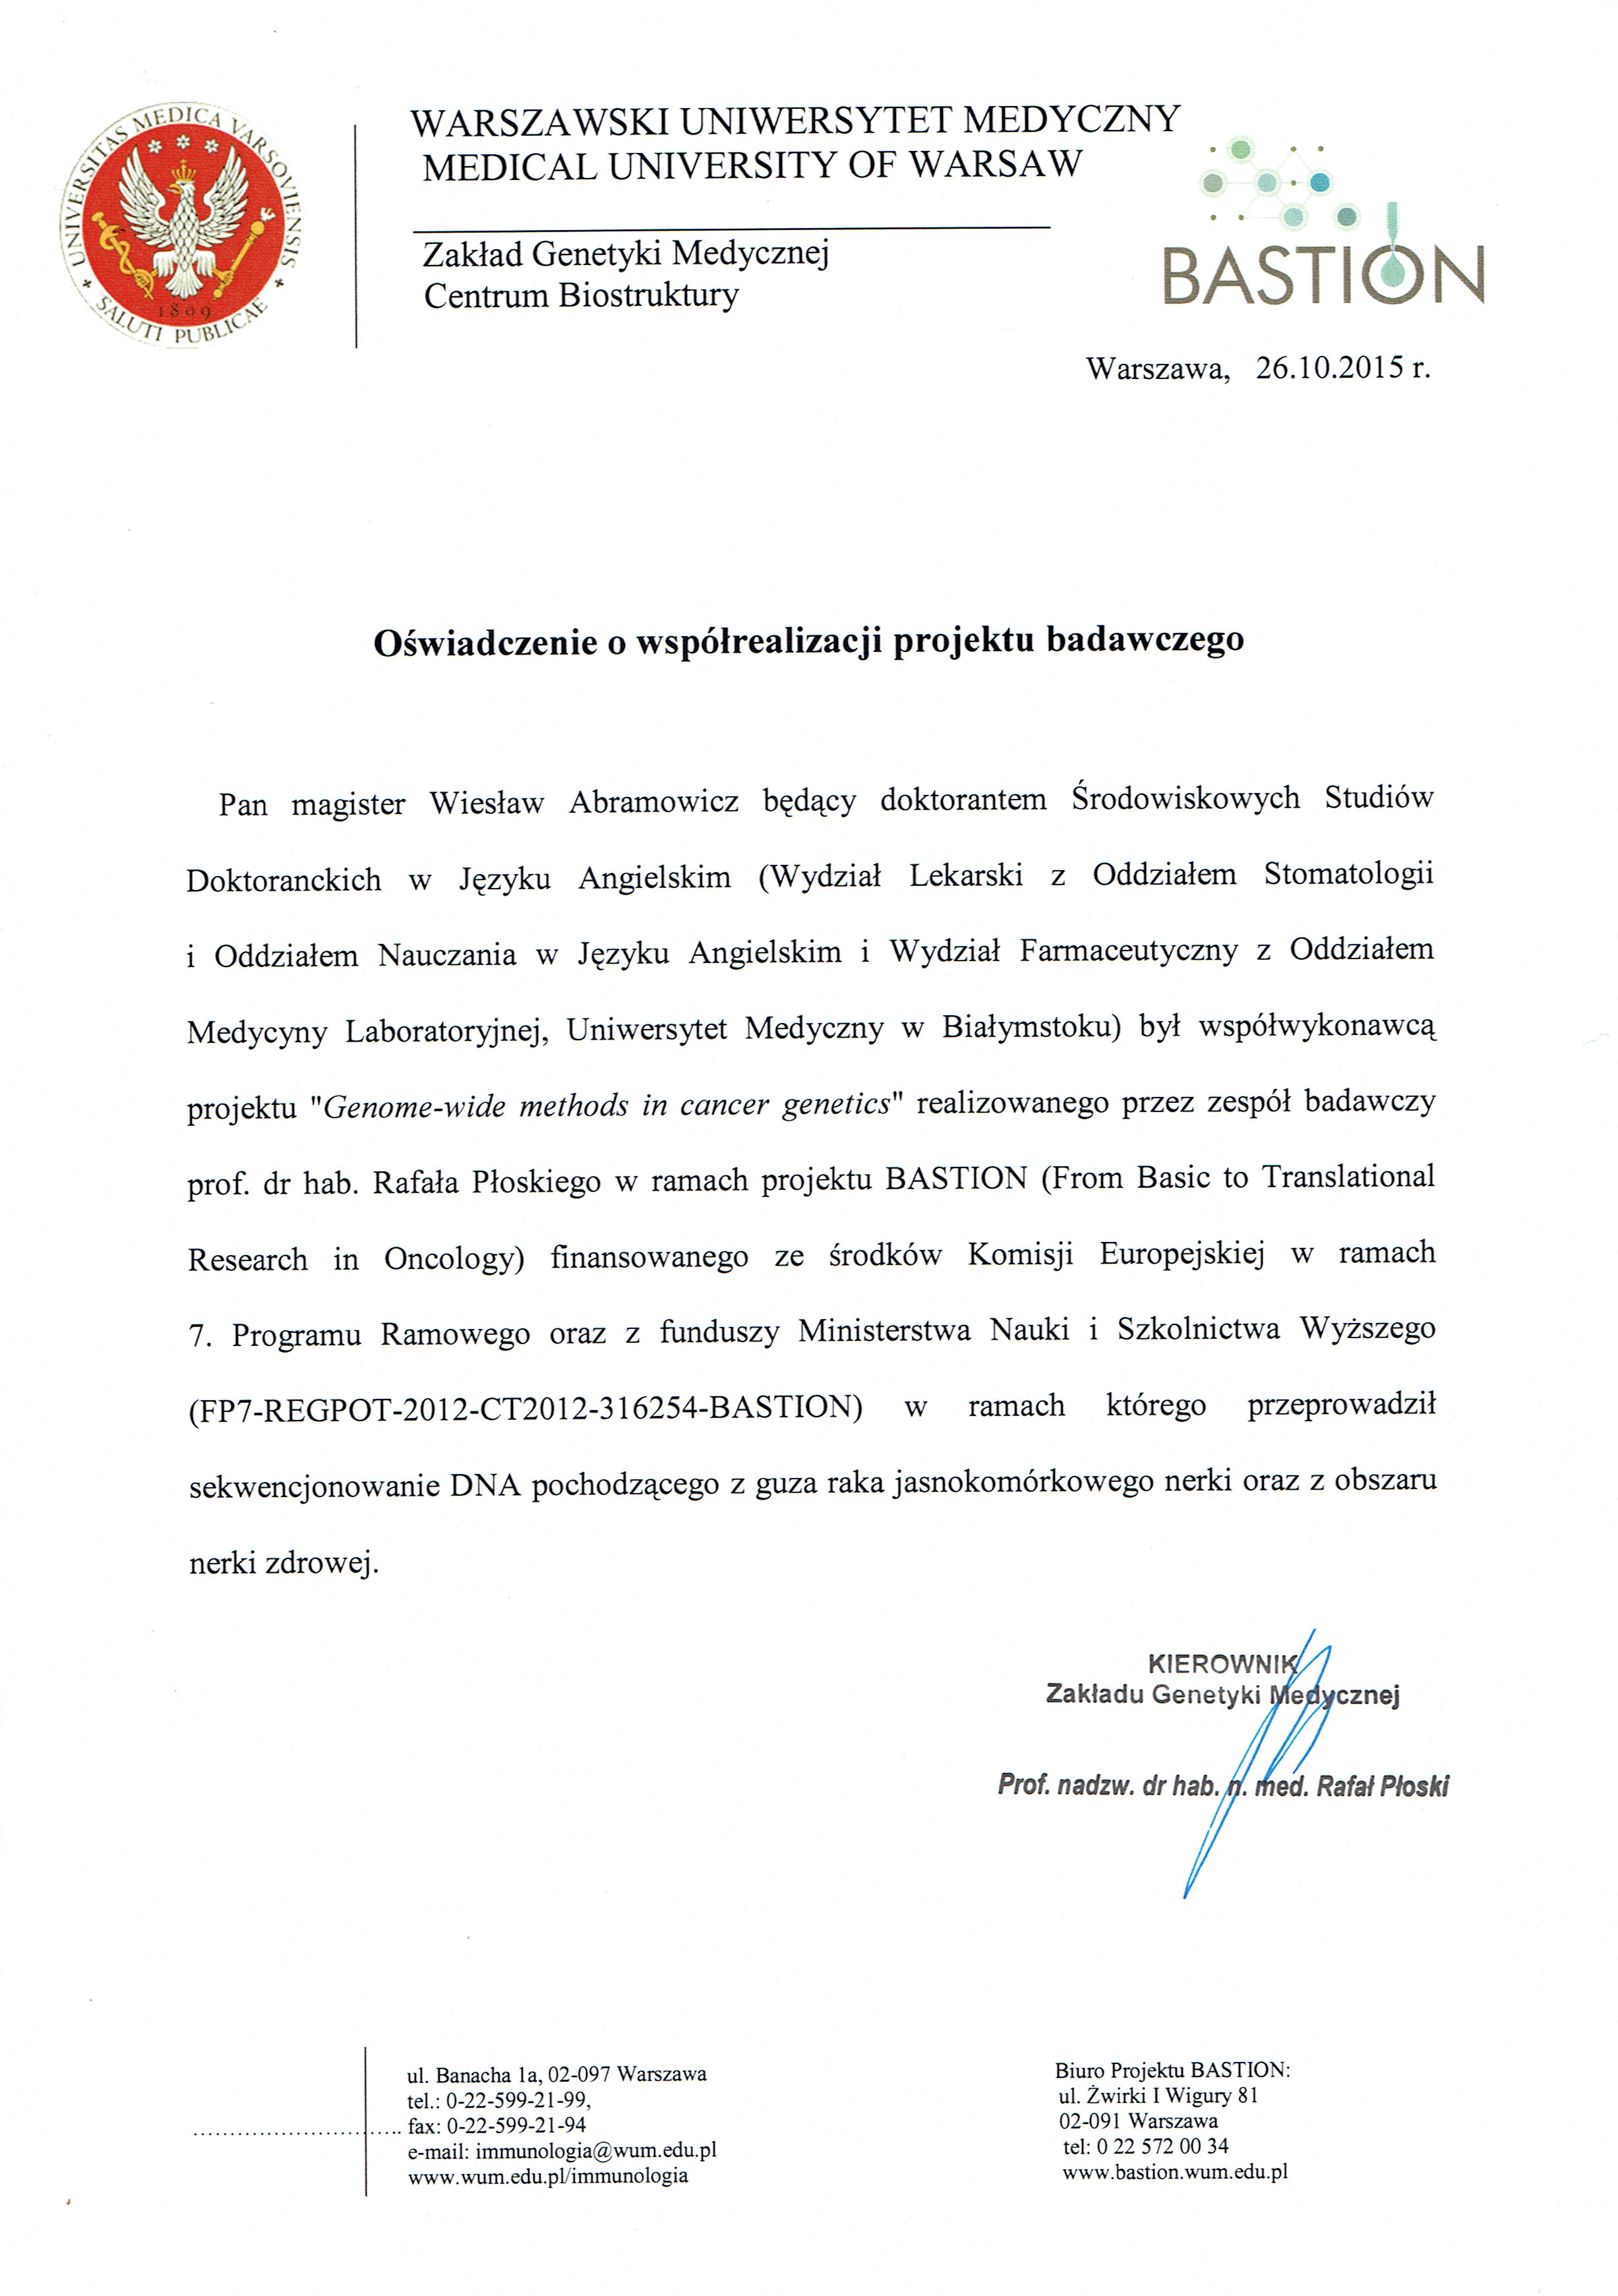 UNIVERSITAS MEDICA VARSOVIENSIS
1809
SALUTI PUBLICAE
WARSZAWSKI UNIWERSYTET MEDYCZNY
MEDICAL UNIVERSITY OF WARSAW
Zakład Genetyki Medycznej
Centrum Biostruktury
BASTION
Warszawa, 26.10.2015 r.
Oświadczenie o współrealizacji projektu badawczego
Pan magister Wiesław Abramowicz będący doktorantem Środowiskowych Studiów
Doktoranckich w Języku Angielskim (Wydział Lekarski z Oddziałem Stomatologii
i Oddziałem Nauczania w Języku Angielskim i Wydział Farmaceutyczny z Oddziałem
Medycyny Laboratoryjnej, Uniwersytet Medyczny w Białymstoku) był współwykonawcą
projektu "Genome-wide methods in cancer genetics" realizowanego przez zespół badawczy
prof. dr hab. Rafała Płoskiego w ramach projektu BASTION (From Basic to Translational
Research in Oncology) finansowanego ze środków Komisji Europejskiej w ramach
7. Programu Ramowego oraz z funduszy Ministerstwa Nauki i Szkolnictwa Wyższego
(FP7-REGPOT-2012-CT2012-316254-BASTION) w ramach którego przeprowadził
sekwencjonowanie DNA pochodzącego z guza raka jasnokomórkowego nerki oraz z obszaru
nerki zdrowej.
KIEROWNIK
Zakładu Genetyki Medycznej
Prof. nadzw. dr hab. n. med. Rafał Płoski
ul. Banacha 1a, 02-097 Warszawa
tel.: 0-22-599-21-99,
fax: 0-22-599-21-94
e-mail: immunologia@wum.edu.pl
www.wum.edu.pl/immunologia
Biuro Projektu BASTION:
ul. Żwirki I Wigury 81
02-091 Warszawa
tel: 0 22 572 00 34
www.bastion.wum.edu.pl